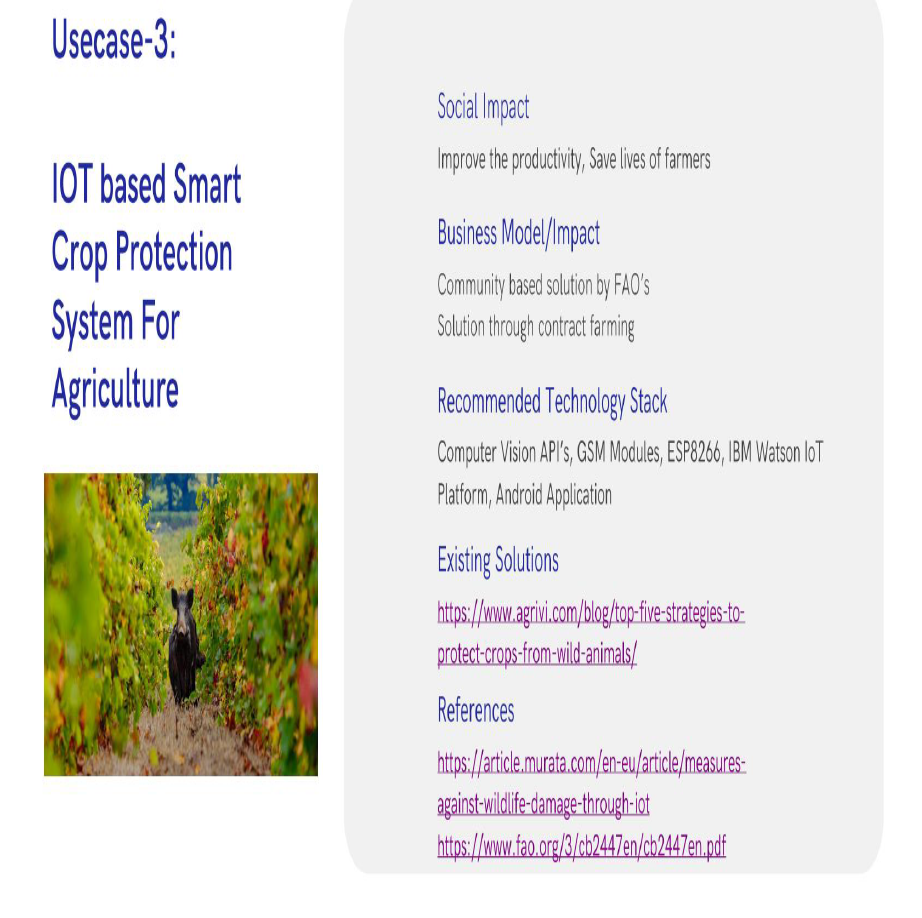 Usecase-3:
IOT based Smart
Crop Protection
System For
Agriculture
Social Impact
Improve the productivity, Save lives of farmers
Business Model/Impact
Community based solution by FAO's
Solution through contract farming
Recommended Technology Stack
Computer Vision API's, GSM Modules, ESP8266, IBM Watson IoT
Platform, Android Application
Existing Solutions
https://www.agrivi.com/blog/top-five-strategies-to-
protect-crops-from-wild-animals/
References
https://article.murata.com/en-eu/article/measures-
against-wildlife-damage-through-iot
https://www.fao.org/3/cb2447en/cb2447en.pdf